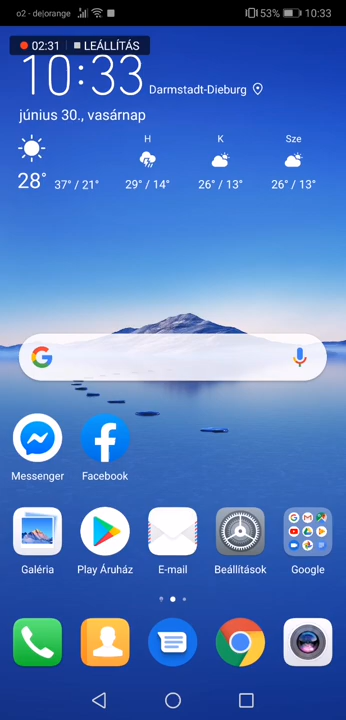 o2 - de|orange 53% 10:33
02:31 LEÁLLÍTÁS
10:33 Darmstadt-Dieburg
június 30., vasárnap
H K Sze
28° 37° / 21° 29° / 14° 26° / 13° 26° / 13°
Messenger Facebook
Galéria Play Áruház E-mail Beállítások Google